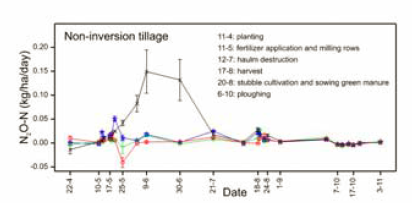 Non-inversion tillage
11-4: planting
11-5: fertilizer application and milling rows
12-7: haulm destruction
17-8: harvest
20-8: stubble cultivation and sowing green manure
6-10: ploughing
N₂O-N (kg/ha/day)
0.20
0.15
0.10
0.05
0.00
-0.05
22-4
10-5
17-5
25-5
9-6
30-6
21-7
18-8
24-8
1-9
7-10
17-10
3-11
Date